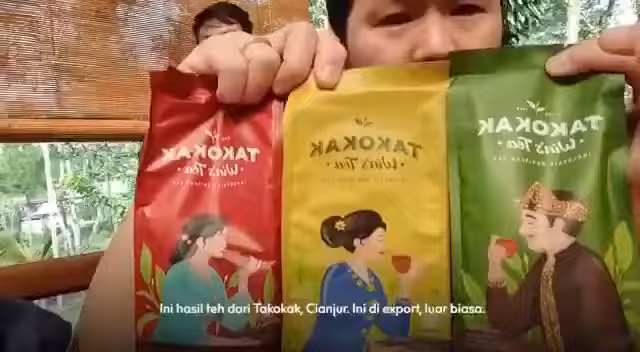 TAKOKAK
Win's Tea
TAKOKAK
Win's Tea
TAKOKAK
Win's Tea
Ini hasil teh dari Takokak, Cianjur. Ini di export, luar biasa.